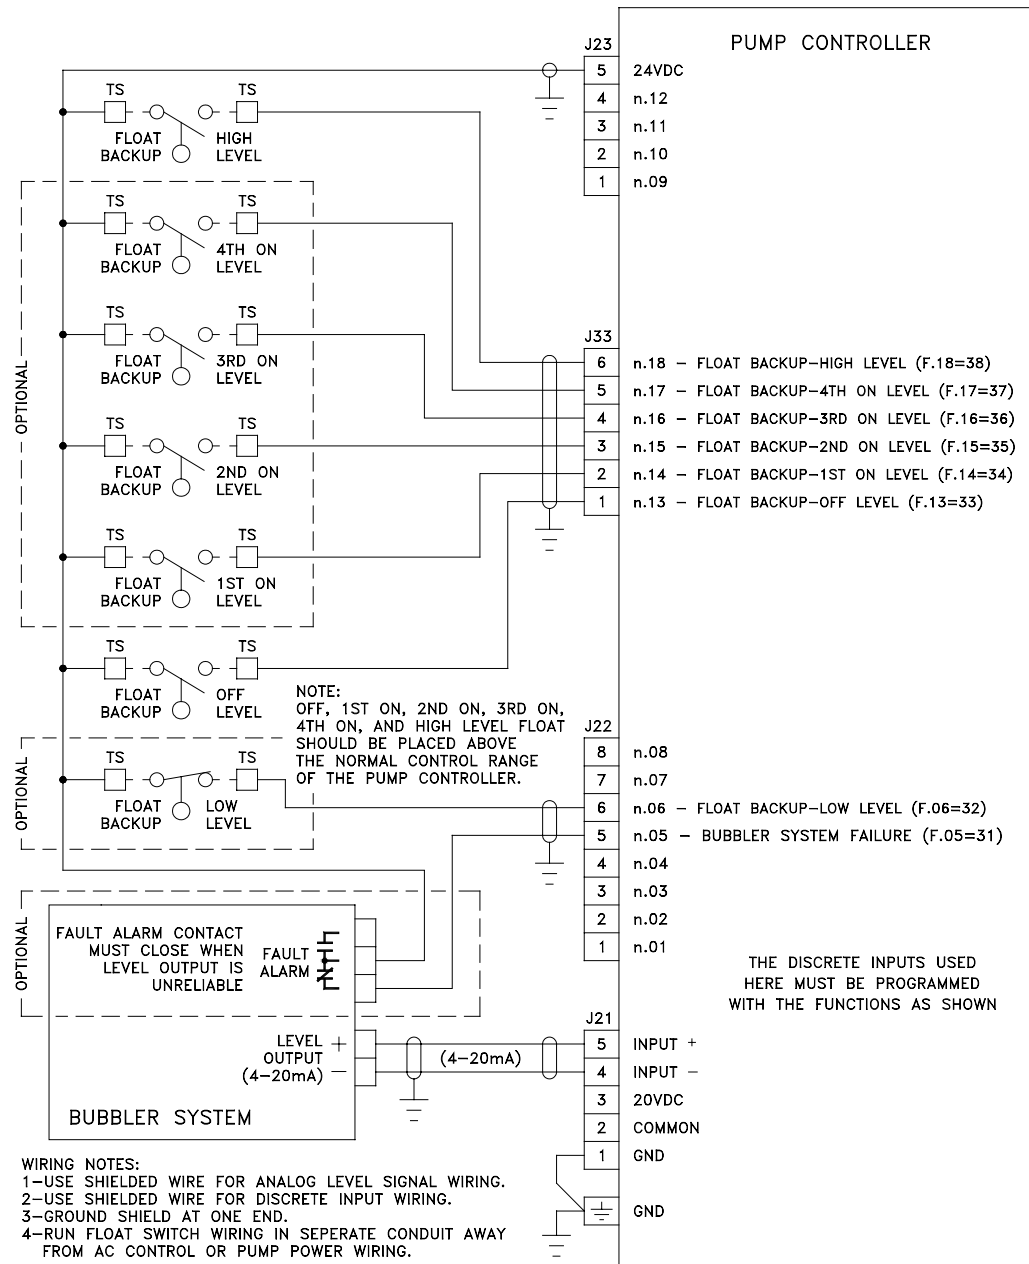 PUMP CONTROLLER
J23
5 24VDC
4 n.12
3 n.11
2 n.10
1 n.09
TS TS
FLOAT BACKUP HIGH LEVEL
OPTIONAL
TS TS
FLOAT BACKUP 4TH ON LEVEL
TS TS
FLOAT BACKUP 3RD ON LEVEL
TS TS
FLOAT BACKUP 2ND ON LEVEL
TS TS
FLOAT BACKUP 1ST ON LEVEL
J33
6 n.18 – FLOAT BACKUP–HIGH LEVEL (F.18=38)
5 n.17 – FLOAT BACKUP–4TH ON LEVEL (F.17=37)
4 n.16 – FLOAT BACKUP–3RD ON LEVEL (F.16=36)
3 n.15 – FLOAT BACKUP–2ND ON LEVEL (F.15=35)
2 n.14 – FLOAT BACKUP–1ST ON LEVEL (F.14=34)
1 n.13 – FLOAT BACKUP–OFF LEVEL (F.13=33)
TS TS
FLOAT BACKUP OFF LEVEL
NOTE:
OFF, 1ST ON, 2ND ON, 3RD ON,
4TH ON, AND HIGH LEVEL FLOAT
SHOULD BE PLACED ABOVE
THE NORMAL CONTROL RANGE
OF THE PUMP CONTROLLER.
OPTIONAL
TS TS
FLOAT BACKUP LOW LEVEL
J22
8 n.08
7 n.07
6 n.06 – FLOAT BACKUP–LOW LEVEL (F.06=32)
5 n.05 – BUBBLER SYSTEM FAILURE (F.05=31)
4 n.04
3 n.03
2 n.02
1 n.01
OPTIONAL
FAULT ALARM CONTACT
MUST CLOSE WHEN
LEVEL OUTPUT IS
UNRELIABLE
FAULT
ALARM
THE DISCRETE INPUTS USED
HERE MUST BE PROGRAMMED
WITH THE FUNCTIONS AS SHOWN
LEVEL +
OUTPUT
(4–20mA) –
(4–20mA)
BUBBLER SYSTEM
J21
5 INPUT +
4 INPUT –
3 20VDC
2 COMMON
1 GND
GND
WIRING NOTES:
1–USE SHIELDED WIRE FOR ANALOG LEVEL SIGNAL WIRING.
2–USE SHIELDED WIRE FOR DISCRETE INPUT WIRING.
3–GROUND SHIELD AT ONE END.
4–RUN FLOAT SWITCH WIRING IN SEPERATE CONDUIT AWAY
FROM AC CONTROL OR PUMP POWER WIRING.